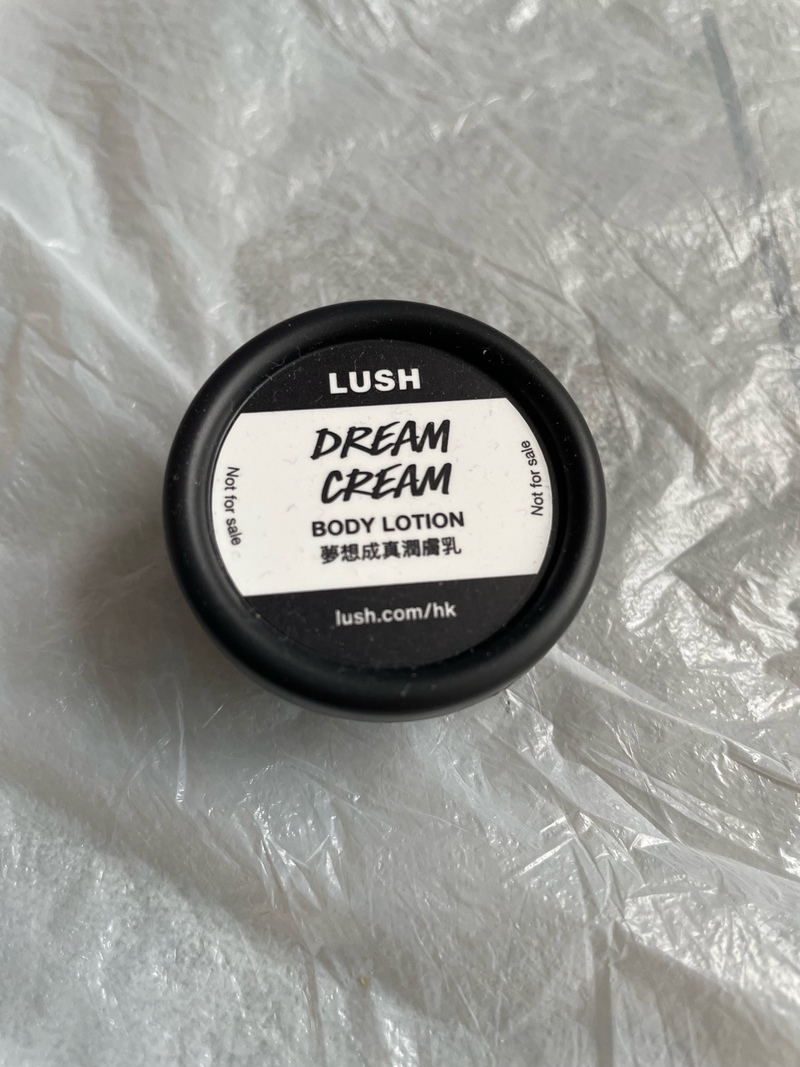 LUSH
DREAM
CREAM
BODY LOTION
夢想成真潤膚乳
Not for sale
Not for sale
lush.com/hk